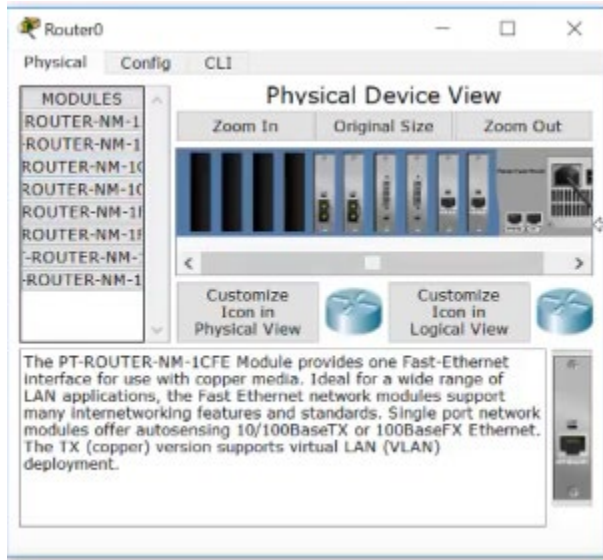 Router0
Physical Config CLI
MODULES
Physical Device View
ROUTER-NM-1
-ROUTER-NM-1
ROUTER-NM-1C
ROUTER-NM-1C
ROUTER-NM-1F
ROUTER-NM-1F
-ROUTER-NM-
-ROUTER-NM-1
Zoom In Original Size Zoom Out
Customize
Icon in
Physical View
Customize
Icon in
Logical View
The PT-ROUTER-NM-1CFE Module provides one Fast-Ethernet
interface for use with copper media. Ideal for a wide range of
LAN applications, the Fast Ethernet network modules support
many internetworking features and standards. Single port network
modules offer autosensing 10/100BaseTX or 100BaseFX Ethernet.
The TX (copper) version supports virtual LAN (VLAN)
deployment.